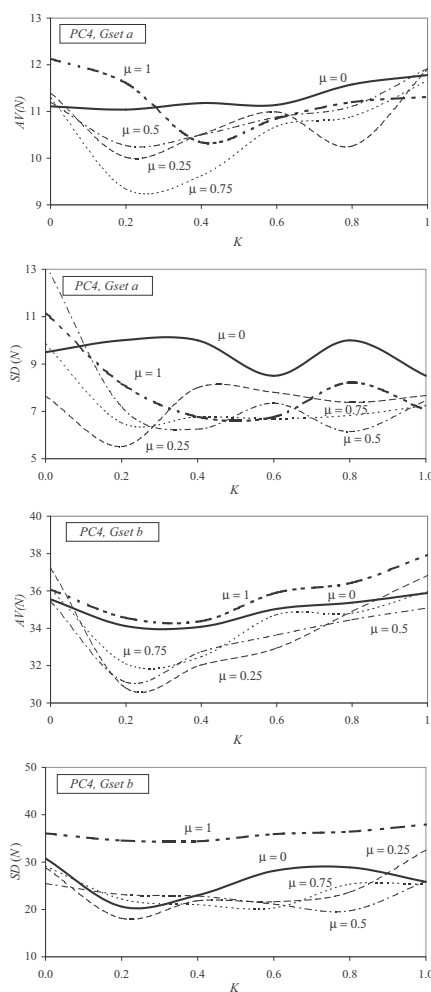 13
PC4, Gset a
12
μ = 1
μ = 0
AV(N)
11
μ = 0.5
10
μ = 0.25
μ = 0.75
9
0.0 0.2 0.4 0.6 0.8 1.0
K
13
PC4, Gset a
11
μ = 0
SD (N)
9
μ = 1
7
μ = 0.75
μ = 0.25
μ = 0.5
5
0.0 0.2 0.4 0.6 0.8 1.0
K
40
PC4, Gset b
38
36
μ = 1
μ = 0
AV(N)
34
μ = 0.75
μ = 0.5
32
μ = 0.25
30
0.0 0.2 0.4 0.6 0.8 1.0
K
50
PC4, Gset b
40
μ = 1
SD (N)
30
μ = 0
μ = 0.25
μ = 0.75
20
μ = 0.5
10
0.0 0.2 0.4 0.6 0.8 1.0
K